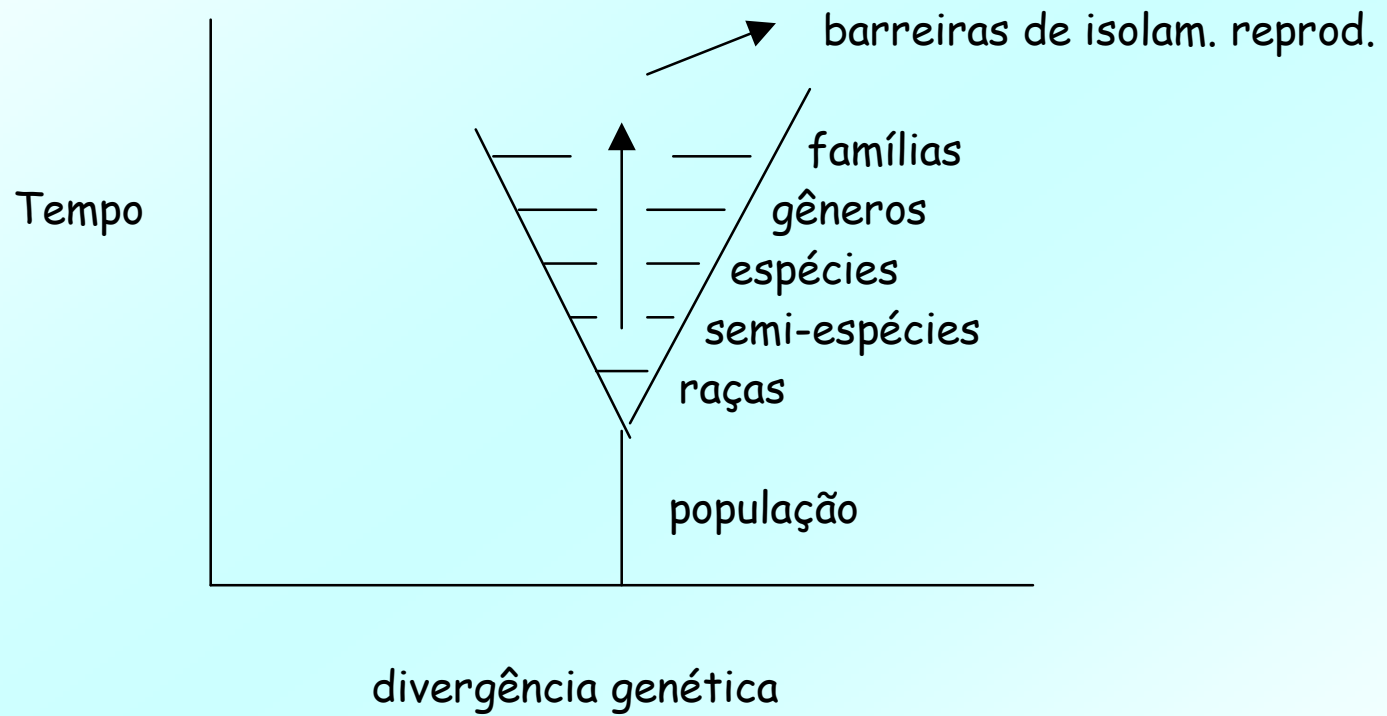 barreiras de isolam. reprod.
famílias
Tempo
gêneros
espécies
semi-espécies
raças
população
divergência genética